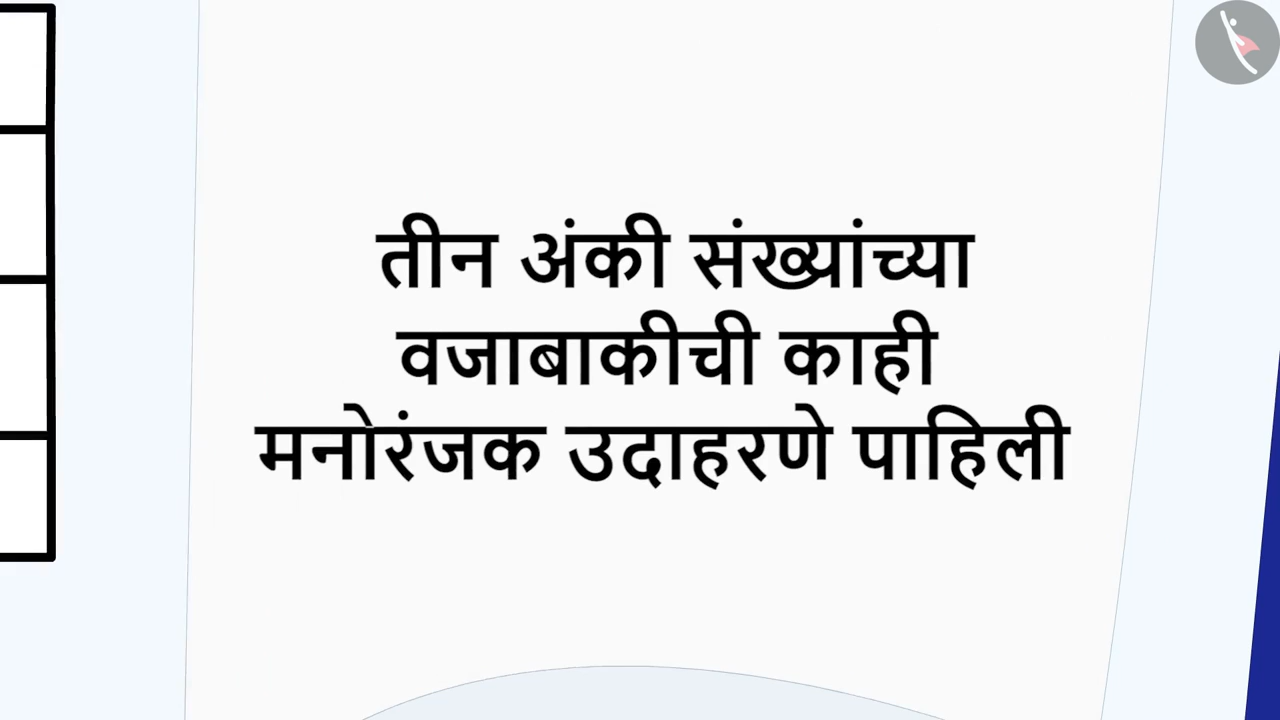 तीन अंकी संख्यांच्या
वजाबाकीची काही
मनोरंजक उदाहरणे पाहिली